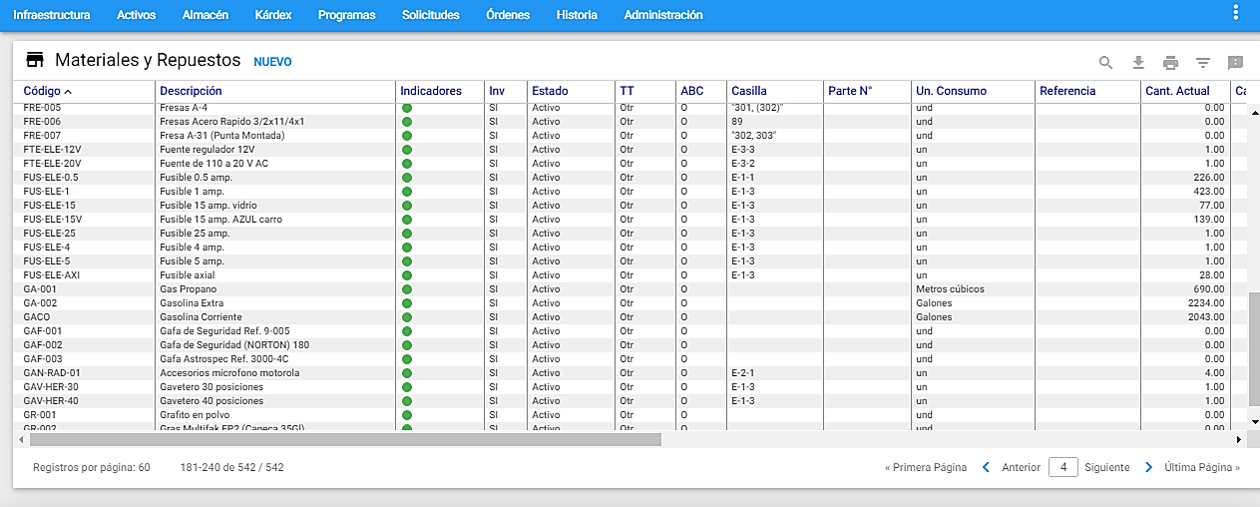 Infraestructura Activos Almacén Kárdex Programas Solicitudes Órdenes Historia Administración
Materiales y Repuestos NUEVO
Código Descripción Indicadores Inv Estado TT ABC Casilla Parte N° Un. Consumo Referencia Cant. Actual Ca
FRE-005 Fresas A-4 SI Activo Otr O "301, (302)" und 0.00
FRE-006 Fresas Acero Rapido 3/2x11/4x1 SI Activo Otr O 89 und 0.00
FRE-007 Fresa A-31 (Punta Montada) SI Activo Otr O "302, 303" und 0.00
FTE-ELE-12V Fuente regulador 12V SI Activo Otr O E-3-3 un 1.00
FTE-ELE-20V Fuente de 110 a 20 V AC SI Activo Otr O E-3-2 un 1.00
FUS-ELE-0.5 Fusible 0.5 amp. SI Activo Otr O E-1-1 un 226.00
FUS-ELE-1 Fusible 1 amp. SI Activo Otr O E-1-3 un 423.00
FUS-ELE-15 Fusible 15 amp. vidrio SI Activo Otr O E-1-3 un 77.00
FUS-ELE-15V Fusible 15 amp. AZUL carro SI Activo Otr O E-1-3 un 139.00
FUS-ELE-25 Fusible 25 amp. SI Activo Otr O E-1-3 un 1.00
FUS-ELE-4 Fusible 4 amp. SI Activo Otr O E-1-3 un 1.00
FUS-ELE-5 Fusible 5 amp. SI Activo Otr O E-1-3 un 1.00
FUS-ELE-AXI Fusible axial SI Activo Otr O E-1-3 un 28.00
GA-001 Gas Propano SI Activo Otr O Metros cúbicos 690.00
GA-002 Gasolina Extra SI Activo Otr O Galones 2234.00
GACO Gasolina Corriente SI Activo Otr O Galones 2043.00
GAF-001 Gafa de Seguridad Ref. 9-005 SI Activo Otr O und 0.00
GAF-002 Gafa de Seguridad (NORTON) 180 SI Activo Otr O und 0.00
GAF-003 Gafa Astrospec Ref. 3000-4C SI Activo Otr O und 0.00
GAN-RAD-01 Accesorios microfono motorola SI Activo Otr O E-2-1 un 4.00
GAV-HER-30 Gavetero 30 posiciones SI Activo Otr O E-1-3 un 1.00
GAV-HER-40 Gavetero 40 posiciones SI Activo Otr O E-1-3 un 1.00
GR-001 Grafito en polvo SI Activo Otr O und 0.00
GR-002 Gras Multifak EP2 (Caneca 35Gl) SI Activo Otr O und 0.00
Registros por página: 60 181-240 de 542 / 542 « Primera Página Anterior 4 Siguiente Última Página »